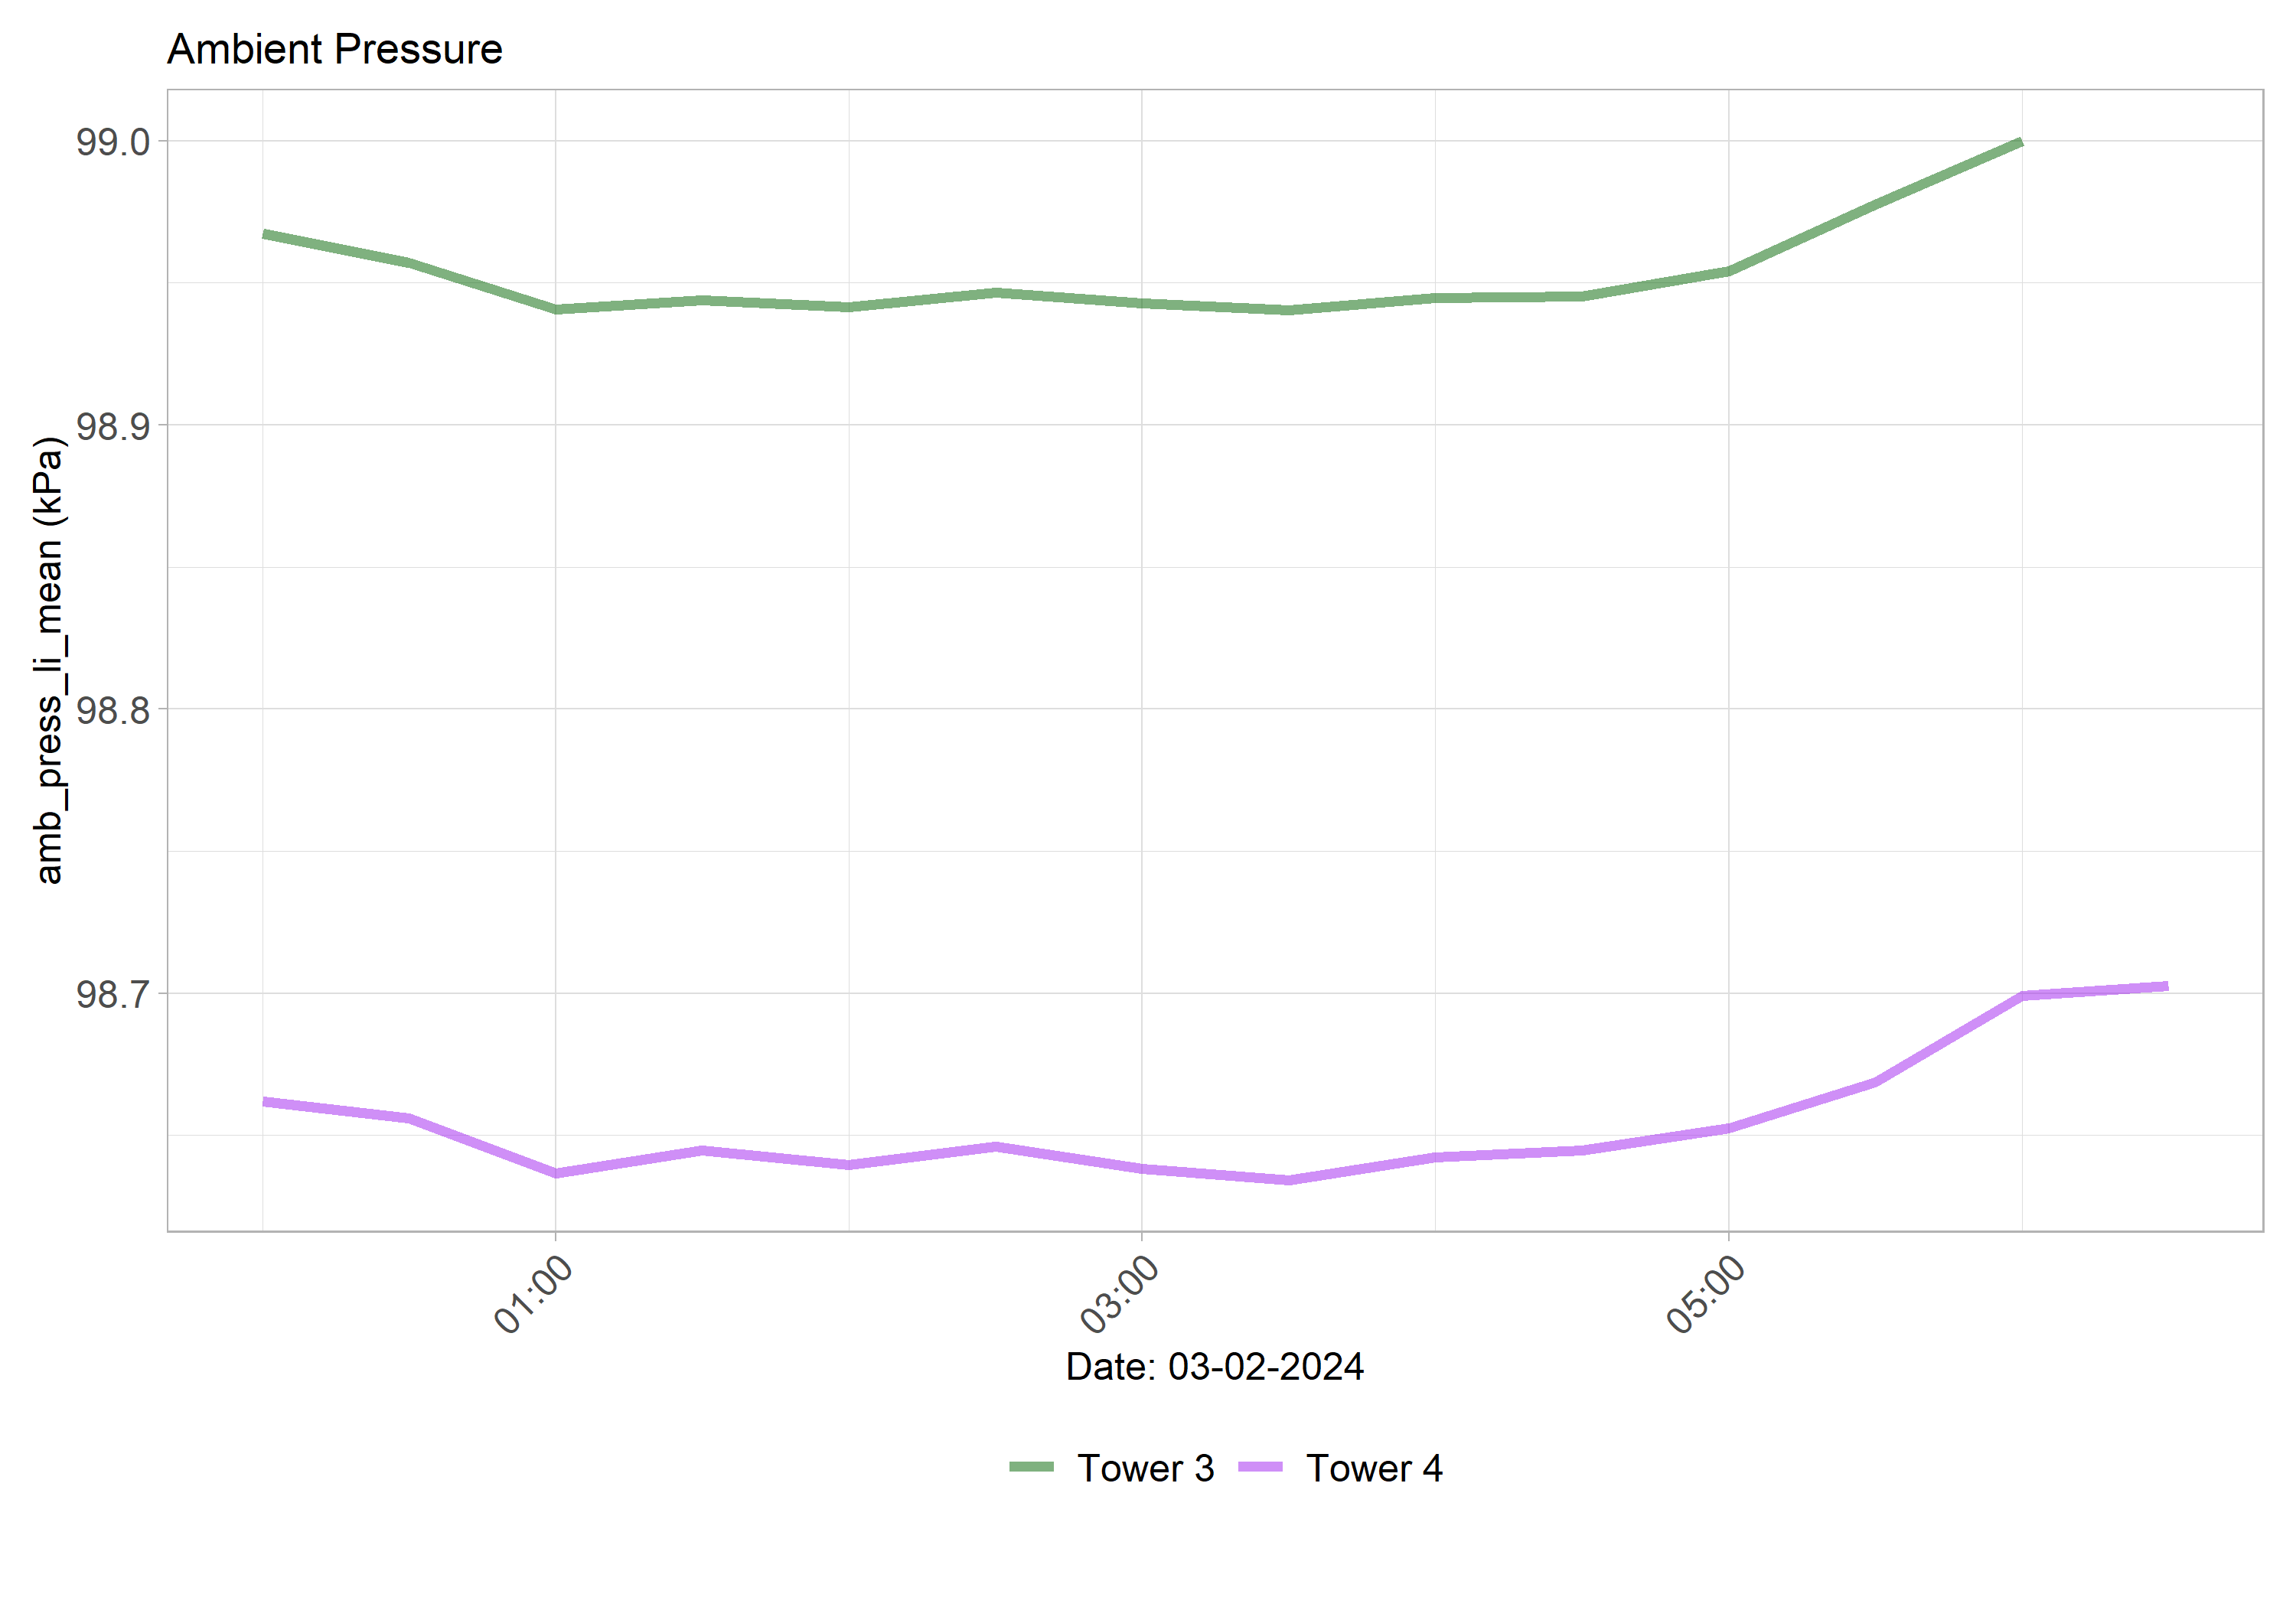 Ambient Pressure
amb_press_li_mean (kPa)
99.0
98.9
98.8
98.7
01:00
03:00
05:00
Date: 03-02-2024
Tower 3
Tower 4